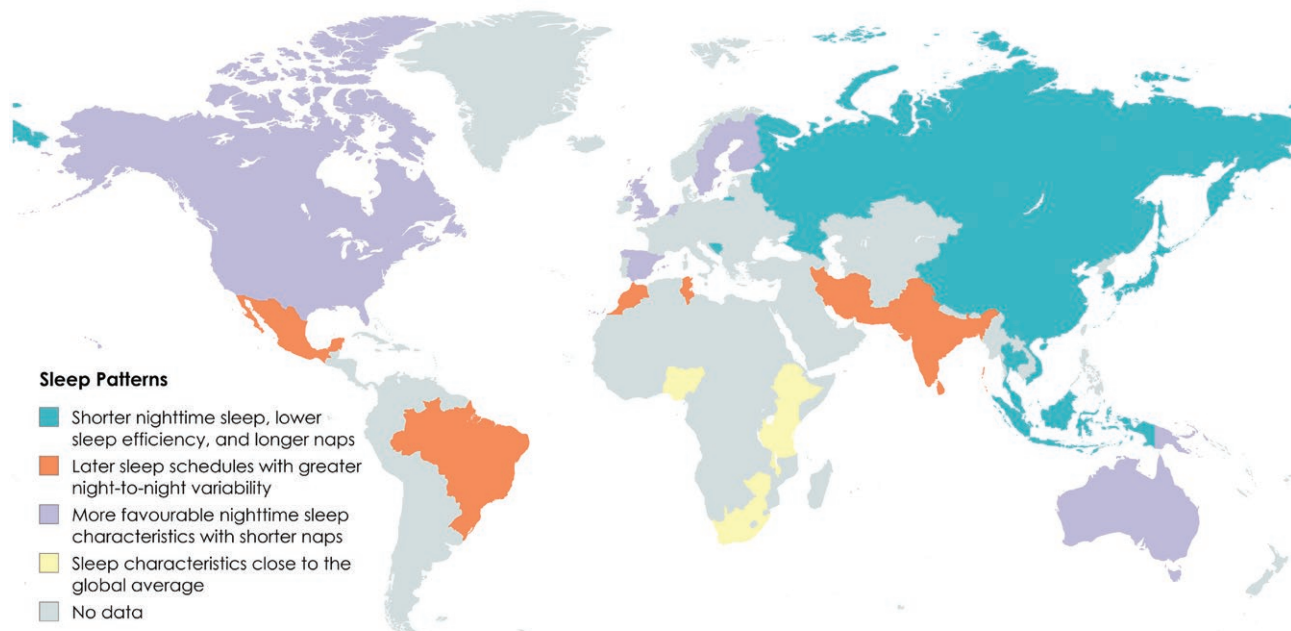 Sleep Patterns
Shorter nighttime sleep, lower
sleep efficiency, and longer naps
Later sleep schedules with greater
night-to-night variability
More favourable nighttime sleep
characteristics with shorter naps
Sleep characteristics close to the
global average
No data